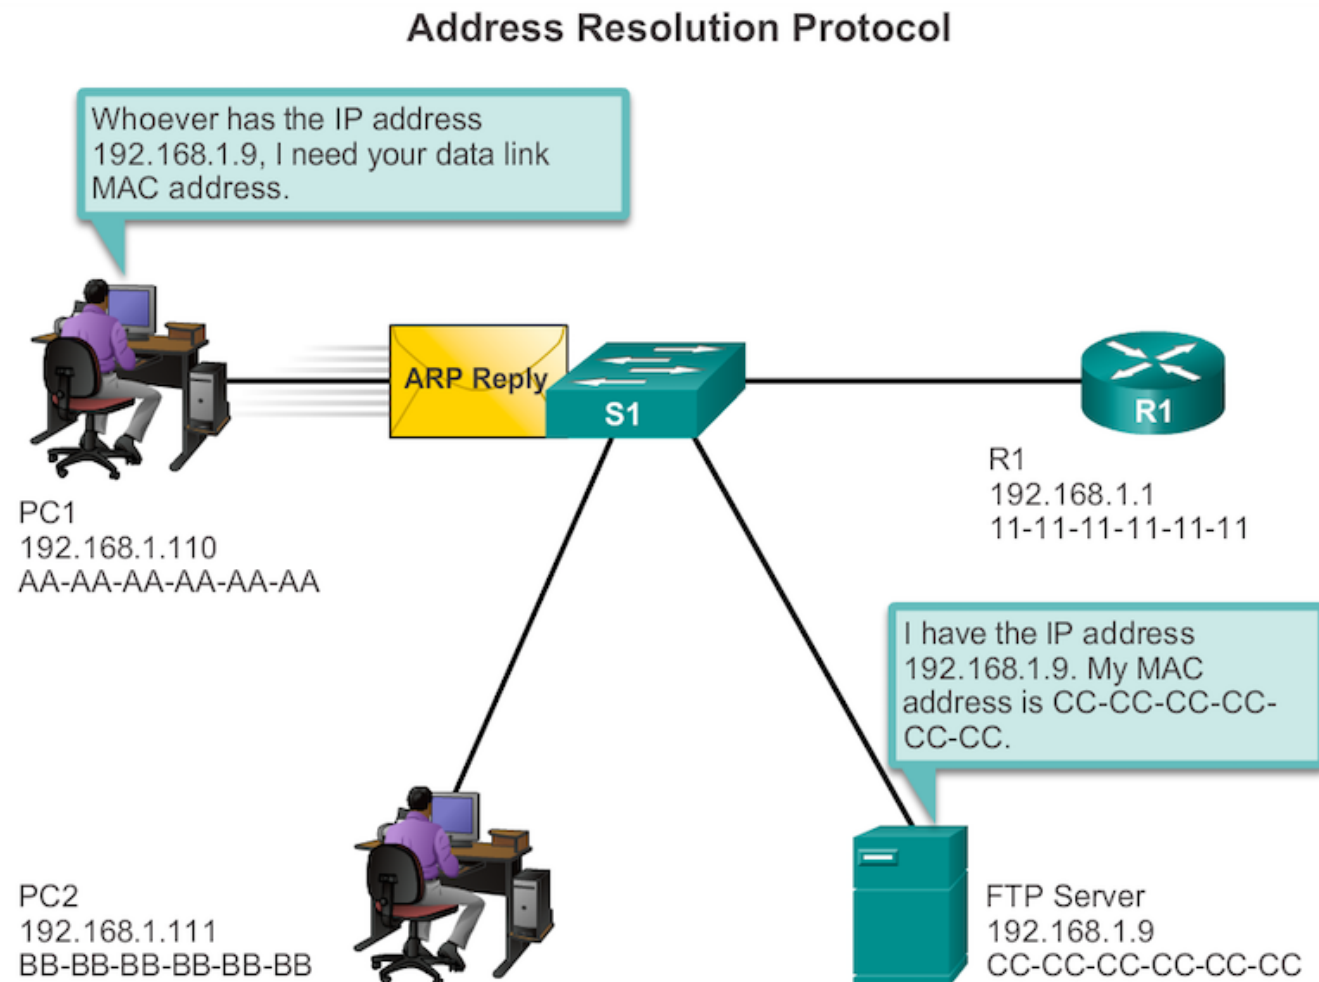 Address Resolution Protocol
Whoever has the IP address
192.168.1.9, I need your data link
MAC address.
ARP Reply
S1
R1
R1
192.168.1.1
11-11-11-11-11-11
PC1
192.168.1.110
AA-AA-AA-AA-AA-AA
I have the IP address
192.168.1.9. My MAC
address is CC-CC-CC-CC-
CC-CC.
PC2
192.168.1.111
BB-BB-BB-BB-BB-BB
FTP Server
192.168.1.9
CC-CC-CC-CC-CC-CC